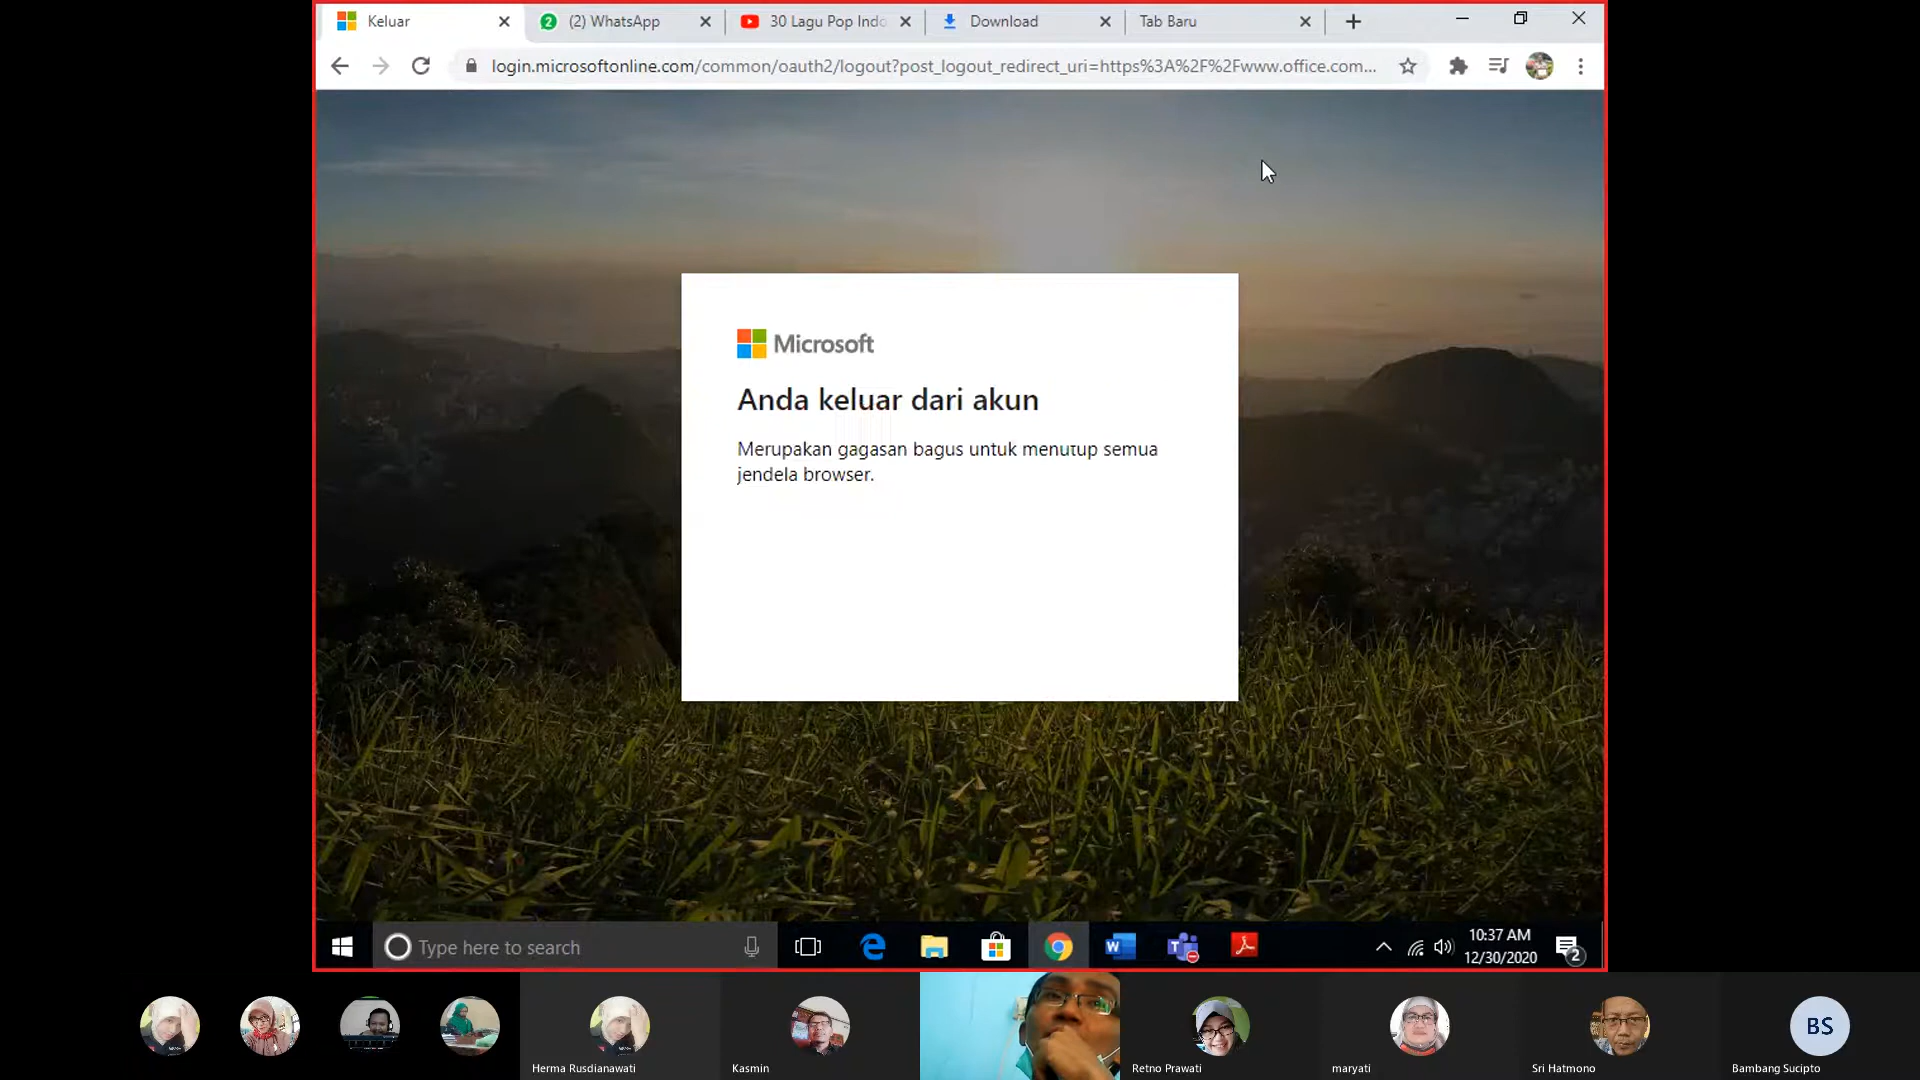 Keluar
(2) WhatsApp
30 Lagu Pop Indo
Download
Tab Baru
login.microsoftonline.com/common/oauth2/logout?post_logout_redirect_uri=https%3A%2F%2Fwww.office.com...
Microsoft
Anda keluar dari akun
Merupakan gagasan bagus untuk menutup semua
jendela browser.
Type here to search
10:37 AM
12/30/2020
2
Herma Rusdianawati
Kasmin
Retno Prawati
maryati
Sri Hatmono
BS
Bambang Sucipto